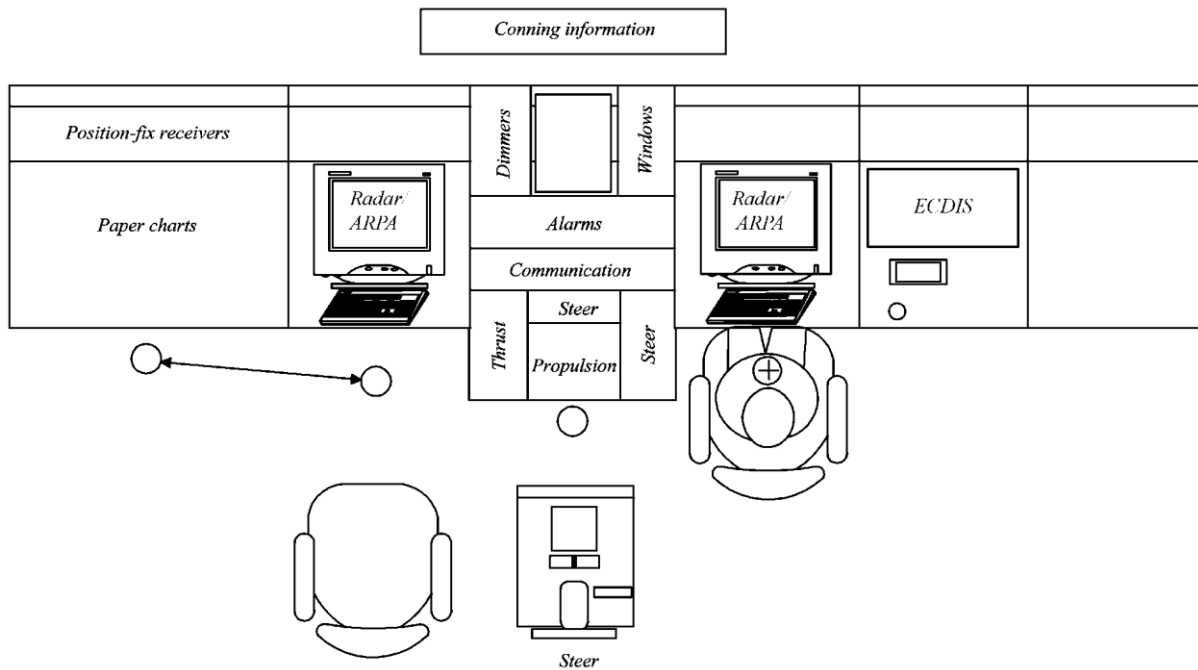 Conning information
Position-fix receivers
Dimmers
Windows
Paper charts
Radar/
ARPA
Alarms
Radar/
ARPA
ECDIS
Communication
Thrust
Steer
Propulsion
Steer
Steer